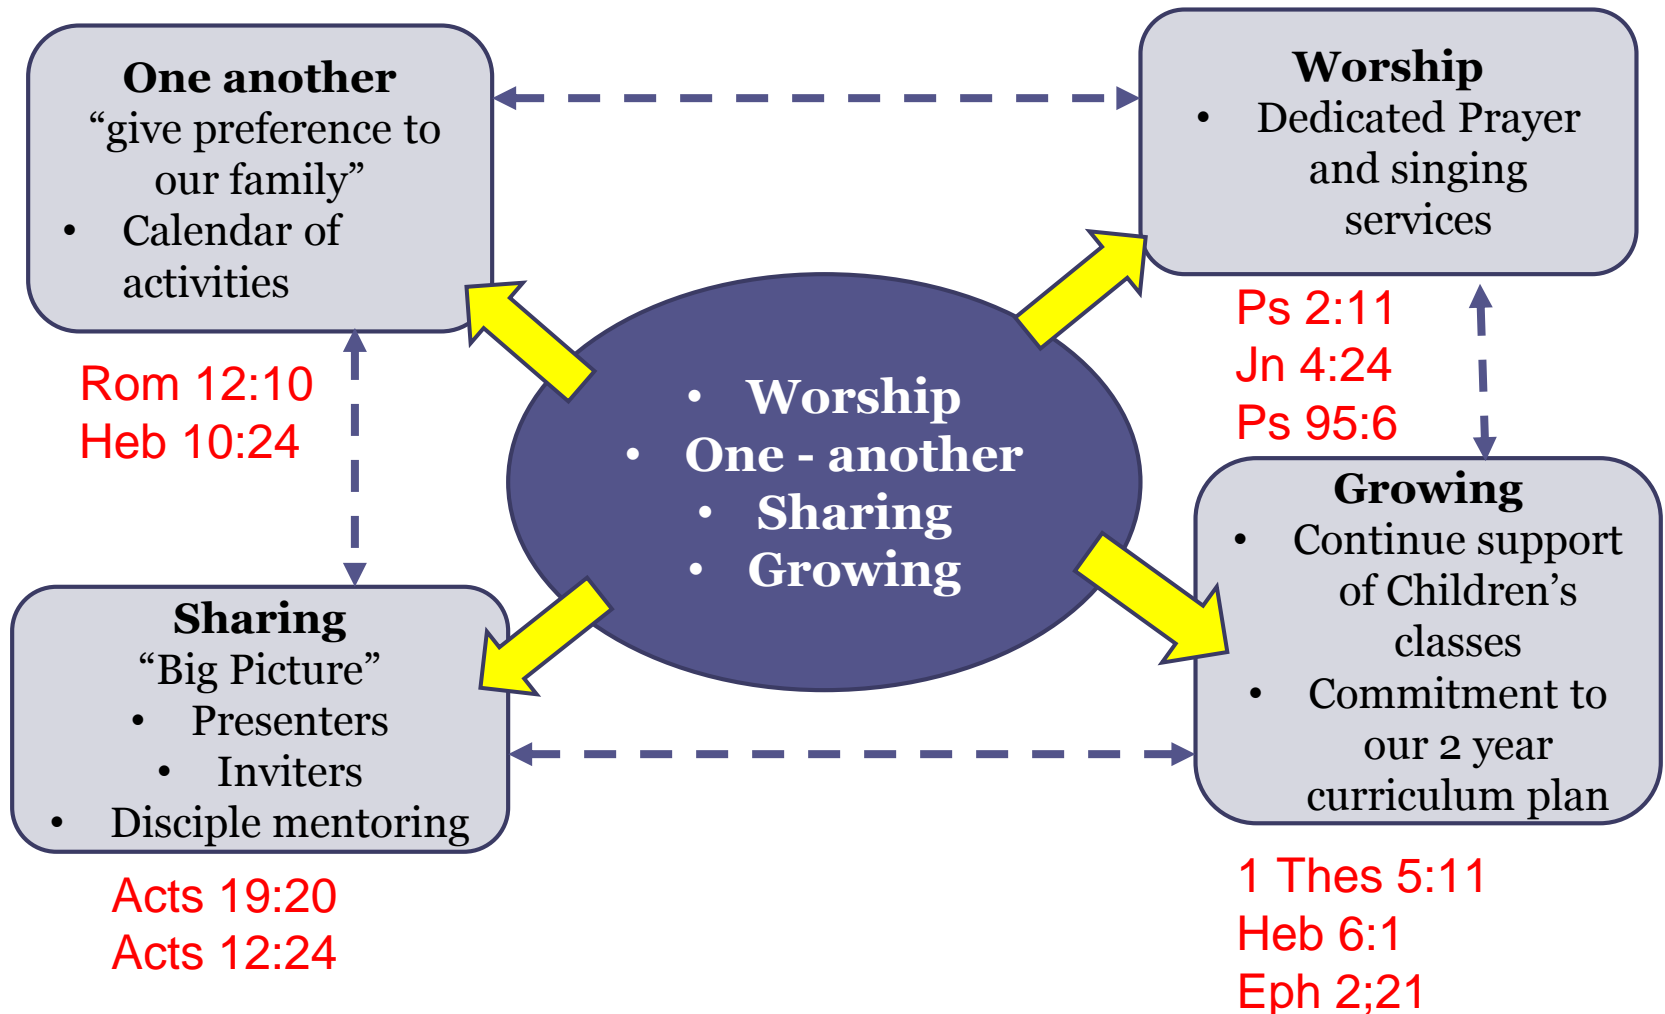 One another
“give preference to
our family”
• Calendar of
activities
Rom 12:10
Heb 10:24
Worship
• Dedicated Prayer
and singing
services
Ps 2:11
Jn 4:24
Ps 95:6
• Worship
• One - another
• Sharing
• Growing
Sharing
“Big Picture”
• Presenters
• Inviters
• Disciple mentoring
Acts 19:20
Acts 12:24
Growing
• Continue support
of Children’s
classes
• Commitment to
our 2 year
curriculum plan
1 Thes 5:11
Heb 6:1
Eph 2;21